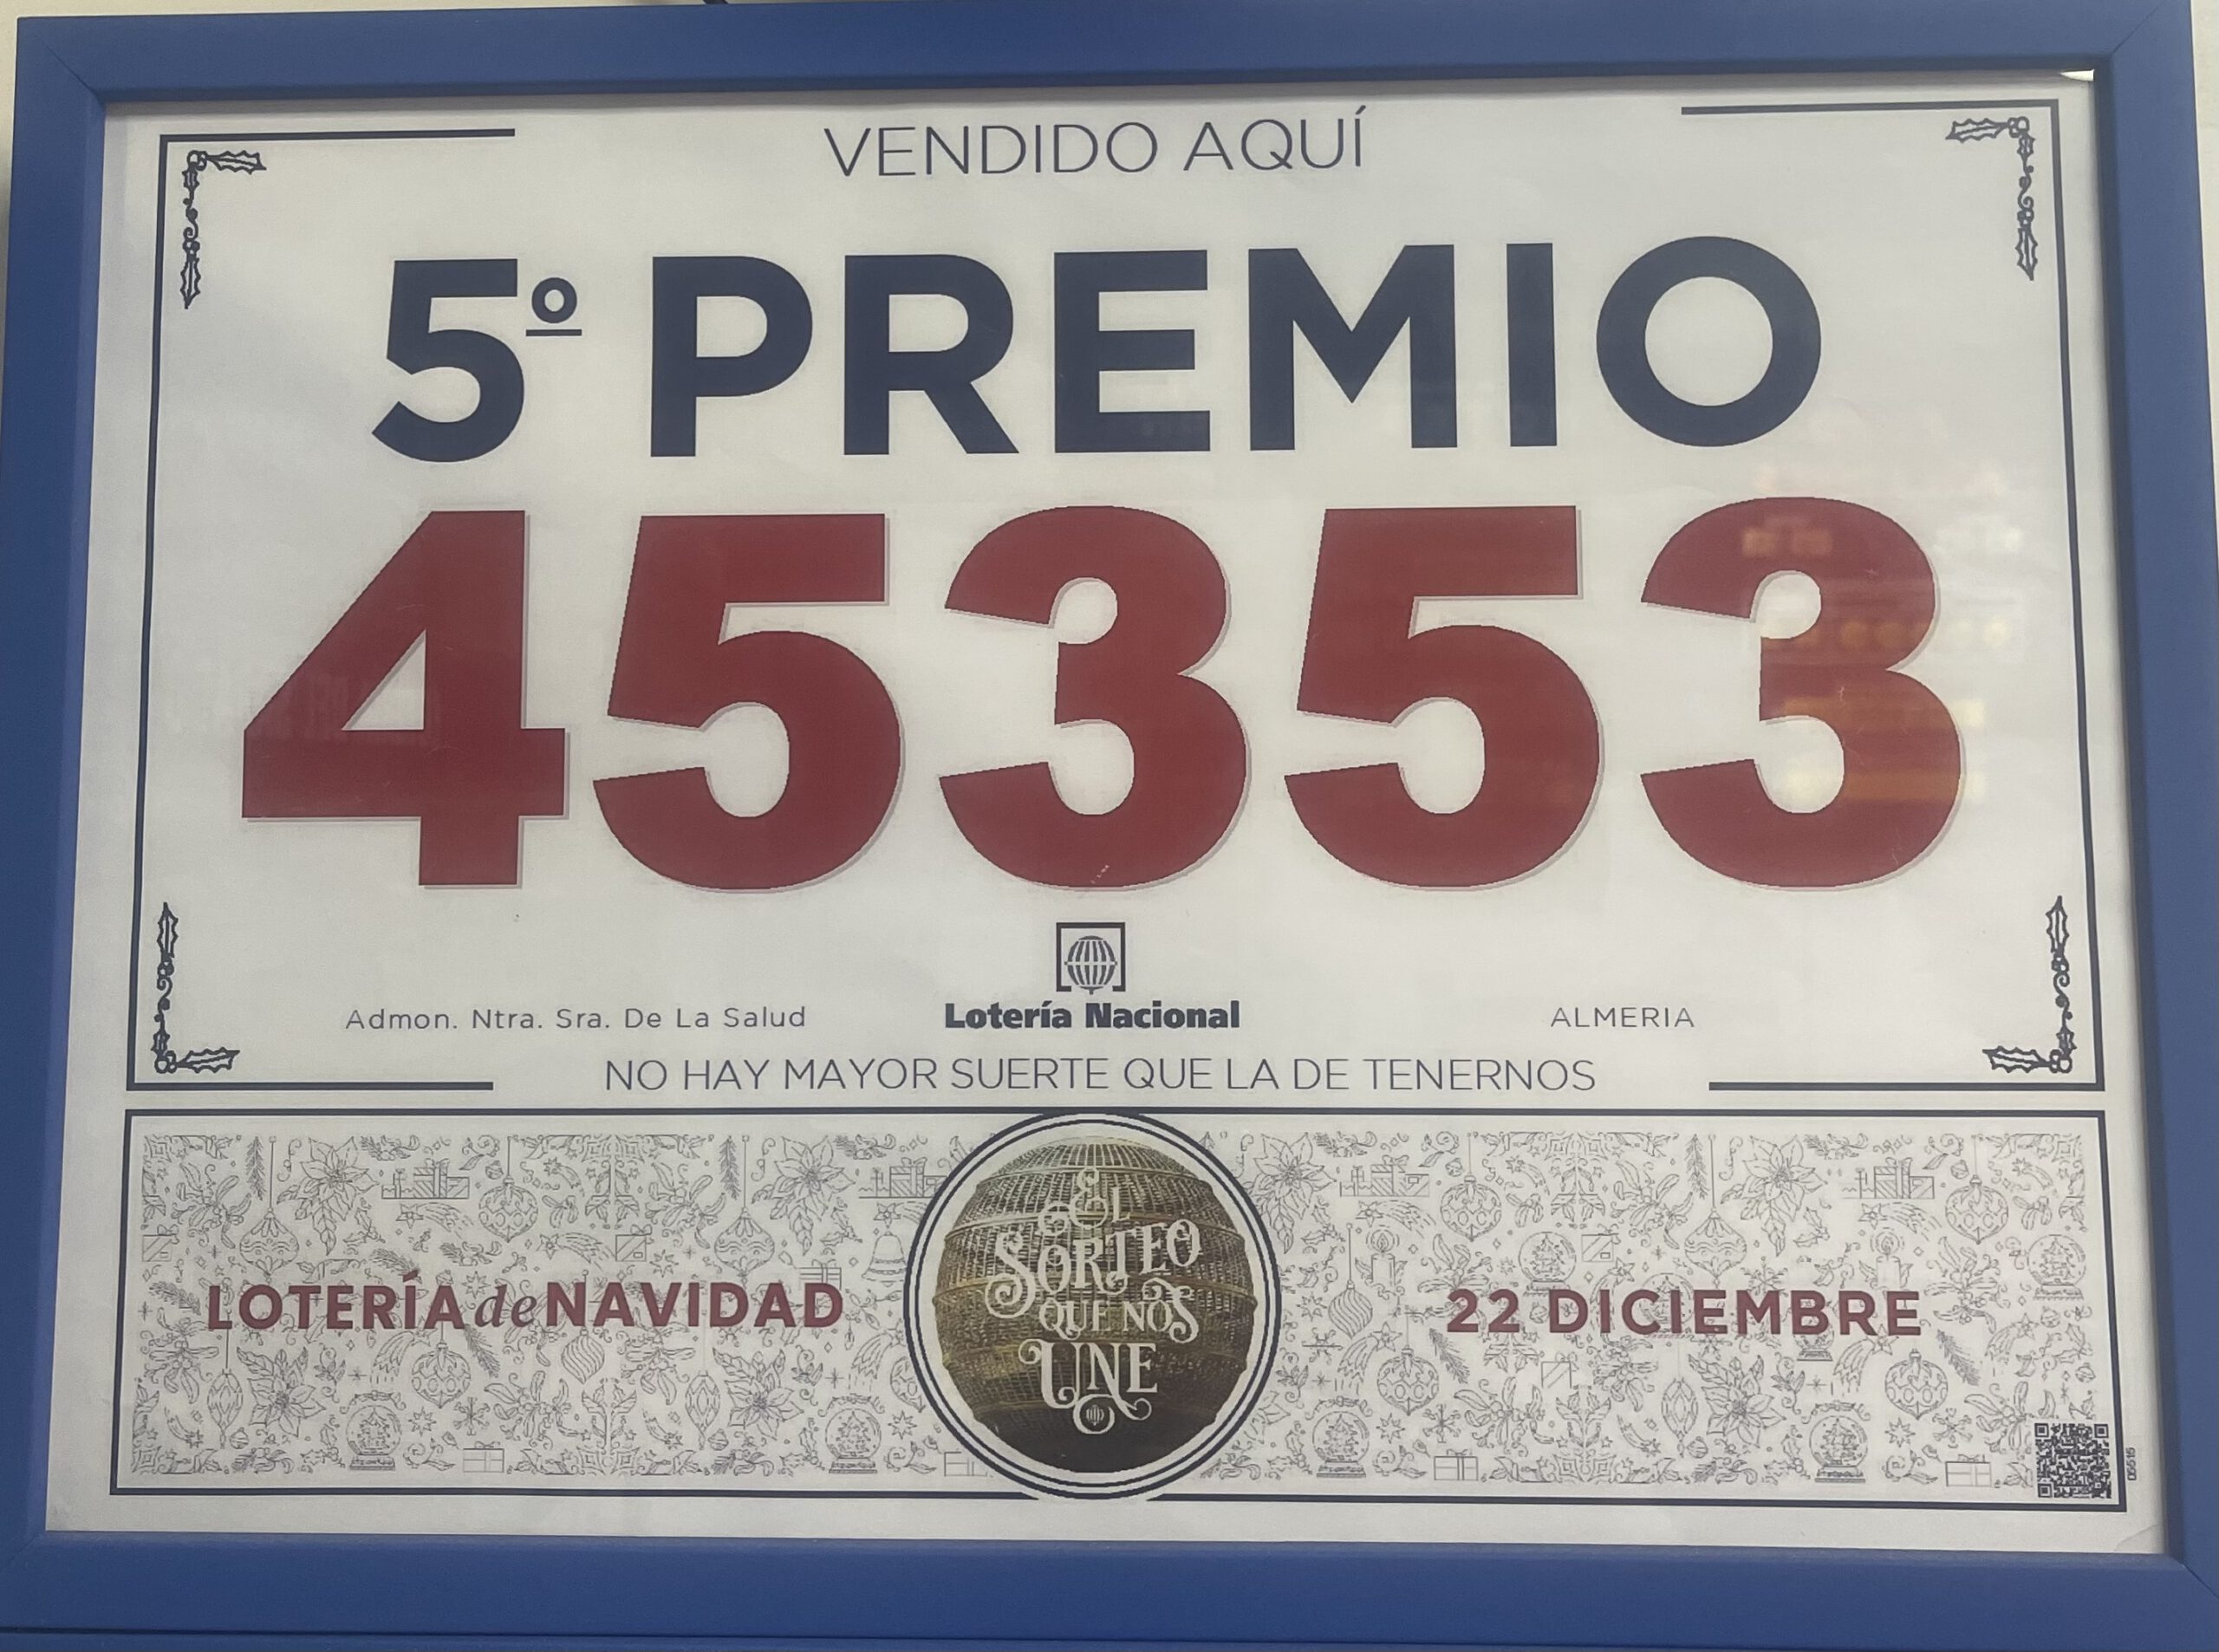 VENDIDO AQUÍ
5º PREMIO
45353
Lotería Nacional
Admon. Ntra. Sra. De La Salud
ALMERIA
NO HAY MAYOR SUERTE QUE LA DE TENERNOS
LOTERÍA de NAVIDAD
El
SORTEO
QUE NOS
UNE
22 DICIEMBRE